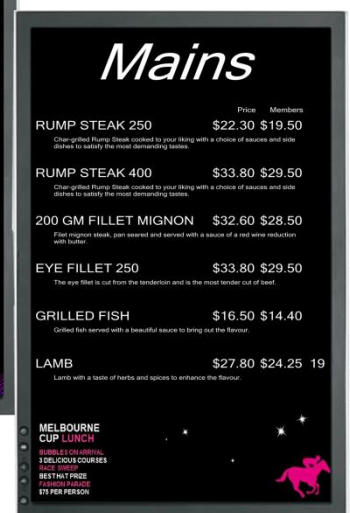 Mains
Price Members
RUMP STEAK 250 $22.30 $19.50
Char-grilled Rump Steak cooked to your liking with a choice of sauces and side
dishes to satisfy the most demanding tastes.
RUMP STEAK 400 $33.80 $29.50
Char-grilled Rump Steak cooked to your liking with a choice of sauces and side
dishes to satisfy the most demanding tastes.
200 GM FILLET MIGNON $32.60 $28.50
Filet mignon steak, pan seared and served with a sauce of a red wine reduction
with butter.
EYE FILLET 250 $33.80 $29.50
The eye fillet is cut from the tenderloin and is the most tender cut of beef.
GRILLED FISH $16.50 $14.40
Grilled fish served with a beautiful sauce to bring out the flavour.
LAMB $27.80 $24.25 19
Lamb with a taste of herbs and spices to enhance the flavour.
MELBOURNE
CUP LUNCH
BUBBLES ON ARRIVAL
3 DELICIOUS COURSES
RACE SWEEP
BEST HAT PRIZE
FASHION PARADE
$75 PER PERSON